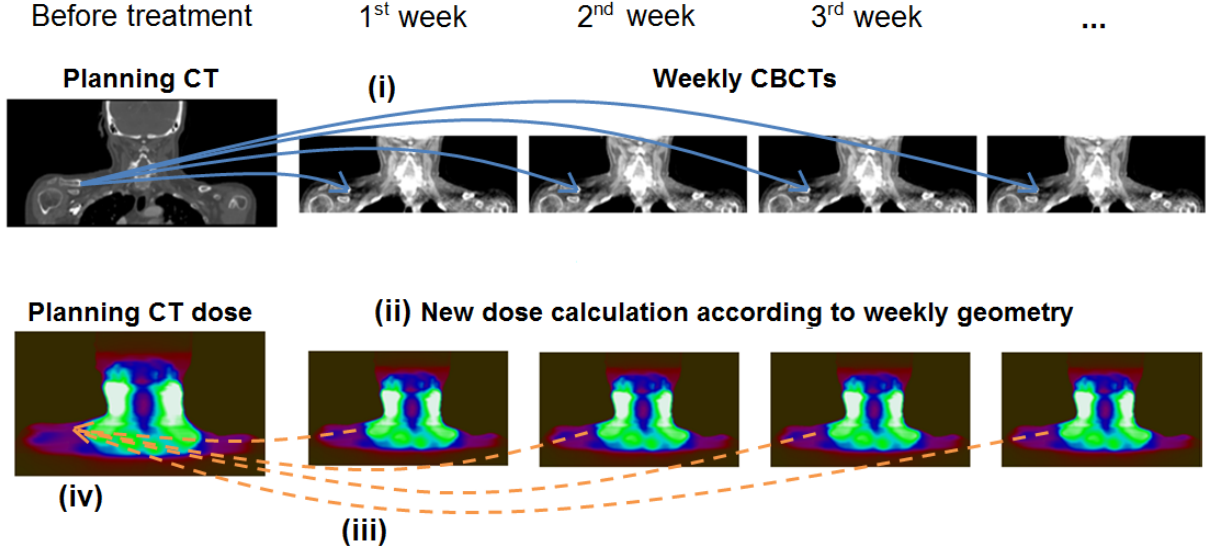 Before treatment 1st week 2nd week 3rd week ...
Planning CT (i) Weekly CBCTs
Planning CT dose (ii) New dose calculation according to weekly geometry
(iv)
(iii)